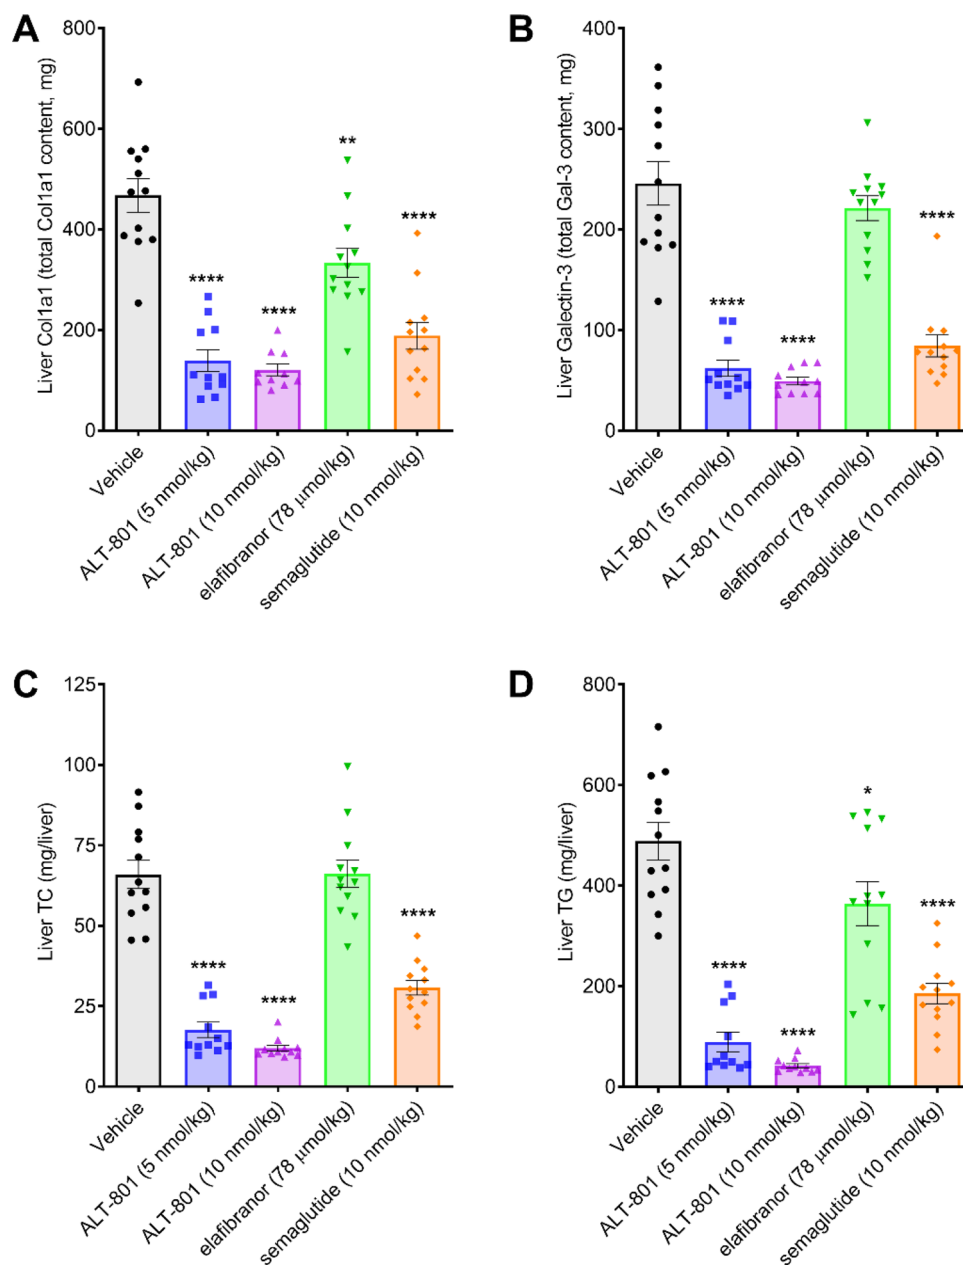 A
Liver Col1a1 (total Col1a1 content, mg)
800
600
400
200
0
****
****
**
****
Vehicle
ALT-801 (5 nmol/kg)
ALT-801 (10 nmol/kg)
elafibranor (78 μmol/kg)
semaglutide (10 nmol/kg)
B
Liver Galectin-3 (total Gal-3 content, mg)
400
300
200
100
0
****
****
****
Vehicle
ALT-801 (5 nmol/kg)
ALT-801 (10 nmol/kg)
elafibranor (78 μmol/kg)
semaglutide (10 nmol/kg)
C
Liver TC (mg/liver)
125
100
75
50
25
0
****
****
****
Vehicle
ALT-801 (5 nmol/kg)
ALT-801 (10 nmol/kg)
elafibranor (78 μmol/kg)
semaglutide (10 nmol/kg)
D
Liver TG (mg/liver)
800
600
400
200
0
****
****
*
****
Vehicle
ALT-801 (5 nmol/kg)
ALT-801 (10 nmol/kg)
elafibranor (78 μmol/kg)
semaglutide (10 nmol/kg)